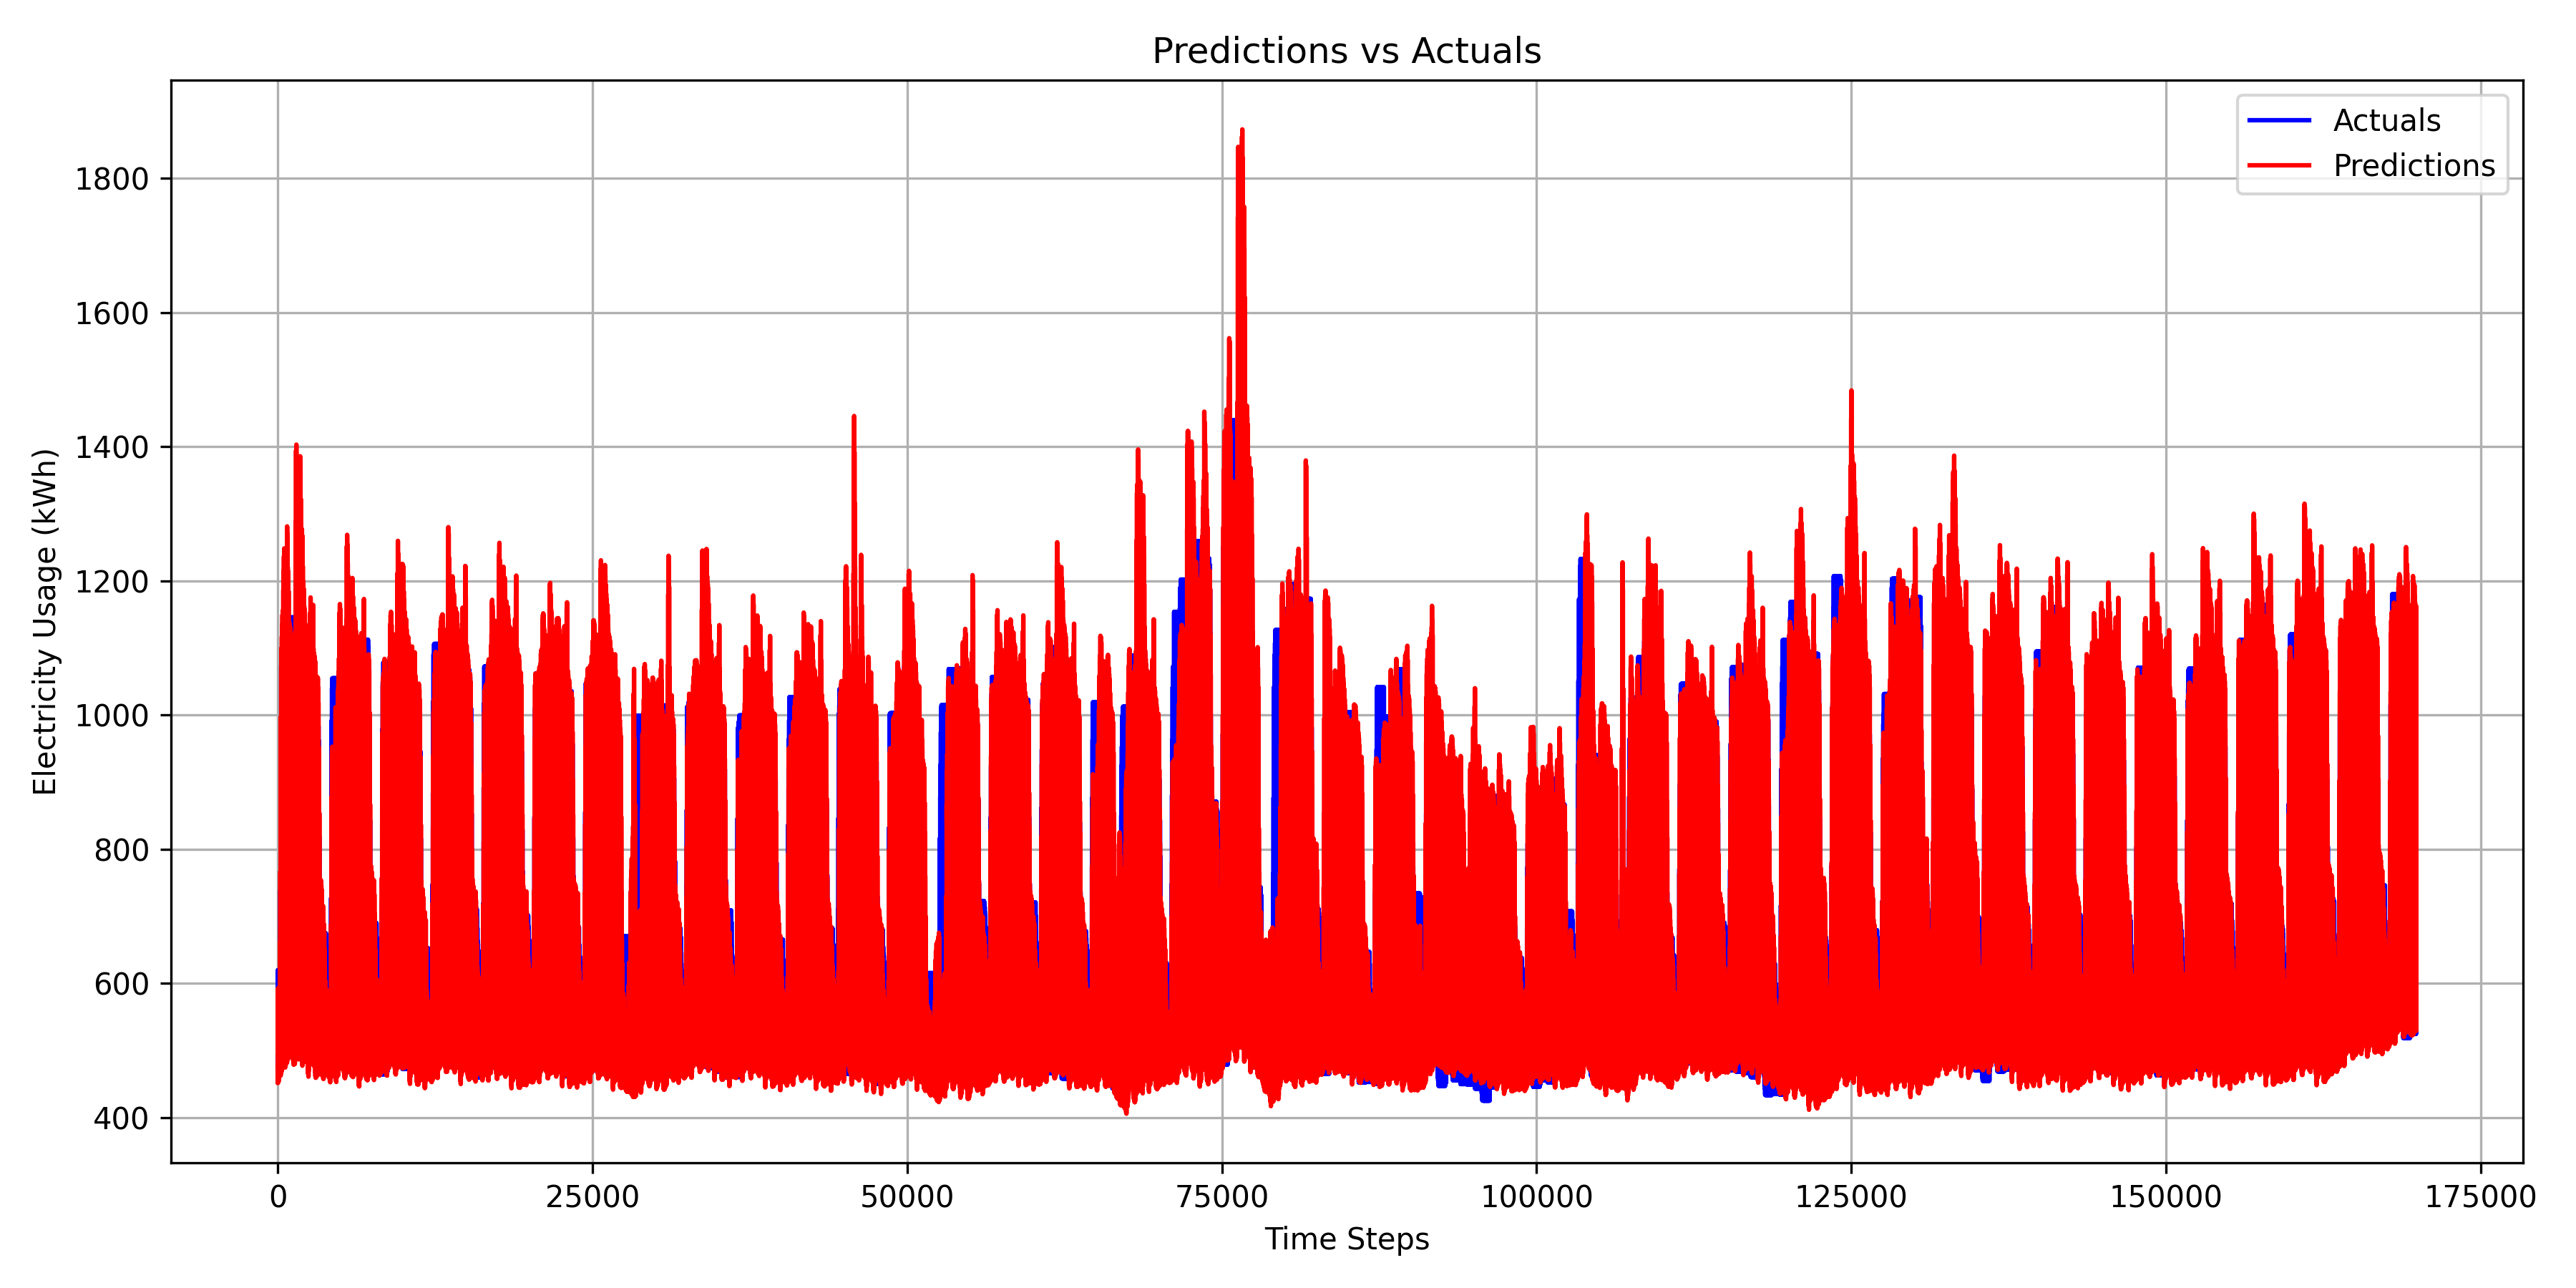 Predictions vs Actuals
Actuals
Predictions
Electricity Usage (kWh)
1800
1600
1400
1200
1000
800
600
400
0 25000 50000 75000 100000 125000 150000 175000
Time Steps